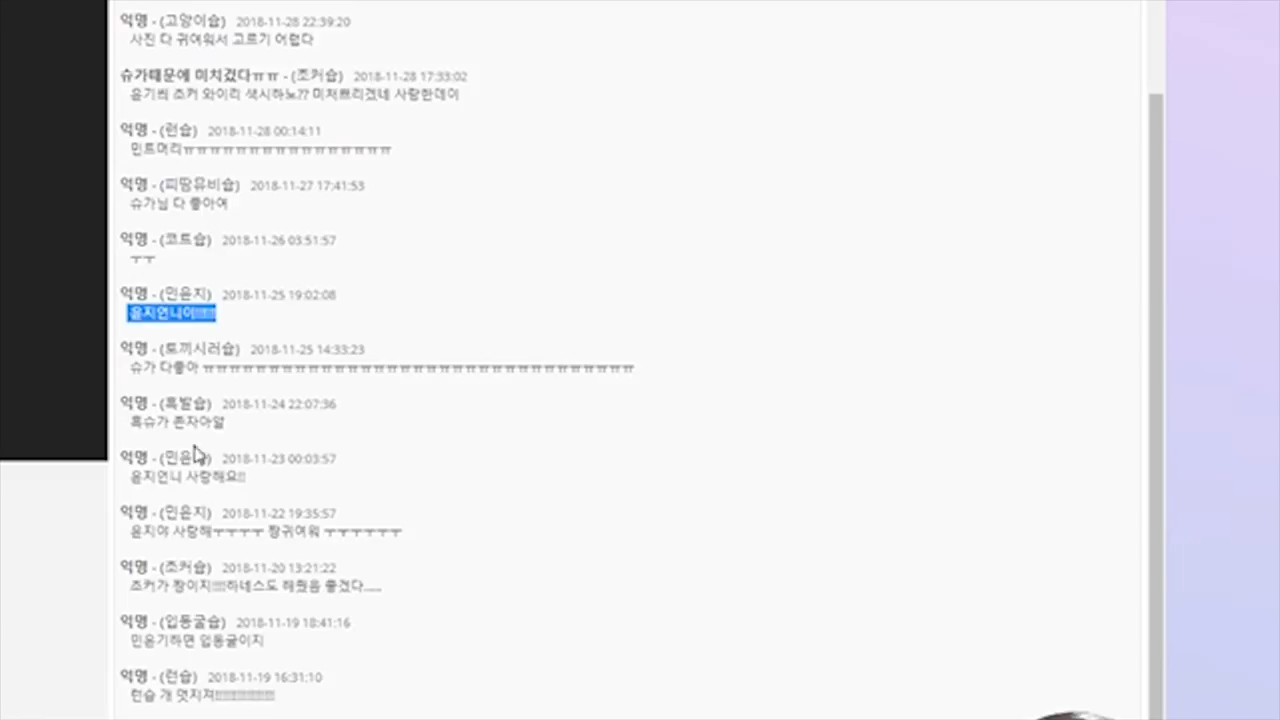 익명 - (고양이슙) 2018-11-28 22:39:20
사진 다 귀여워서 고르기 어렵다
슈가때문에 미치겄다ㅠㅠ - (조커슙) 2018-11-28 17:33:02
윤기씌 조커 와이리 색시하노?? 미져쁘리겠네 사랑한데이
익명 - (런슙) 2018-11-28 00:14:11
민트머리ㅠㅠㅠㅠㅠㅠㅠㅠㅠㅠㅠㅠㅠㅠㅠㅠ
익명 - (피땀뮤비슙) 2018-11-27 17:41:53
슈가님 다 좋아여
익명 - (코트슙) 2018-11-26 03:51:57
ㅜㅜ
익명 - (민윤지) 2018-11-25 19:02:08
윤지언니이!!!!!!
익명 - (토끼시러슙) 2018-11-25 14:33:23
슈가 다좋아 ㅠㅠㅠㅠㅠㅠㅠㅠㅠㅠㅠㅠㅠㅠㅠㅠㅠㅠㅠㅠㅠㅠㅠㅠㅠㅠㅠㅠㅠㅠㅠㅠㅠ
익명 - (흑발슙) 2018-11-24 22:07:36
흑슈가 존자아알
익명 - (민윤지) 2018-11-23 00:03:57
윤지언니 사랑해요!!
익명 - (민윤지) 2018-11-22 19:35:57
윤지야 사랑해ㅜㅜㅜㅜ 짱귀여워 ㅜㅜㅜㅜㅜㅜ
익명 - (조커슙) 2018-11-20 13:21:22
조커가 짱이지!!!!하네스도 해줬음 좋겠다.....
익명 - (입동굴슙) 2018-11-19 18:41:16
민윤기하면 입동귤이지
익명 - (런슙) 2018-11-19 16:31:10
런슙 개 멋지져!!!!!!!!!!!!!!!!